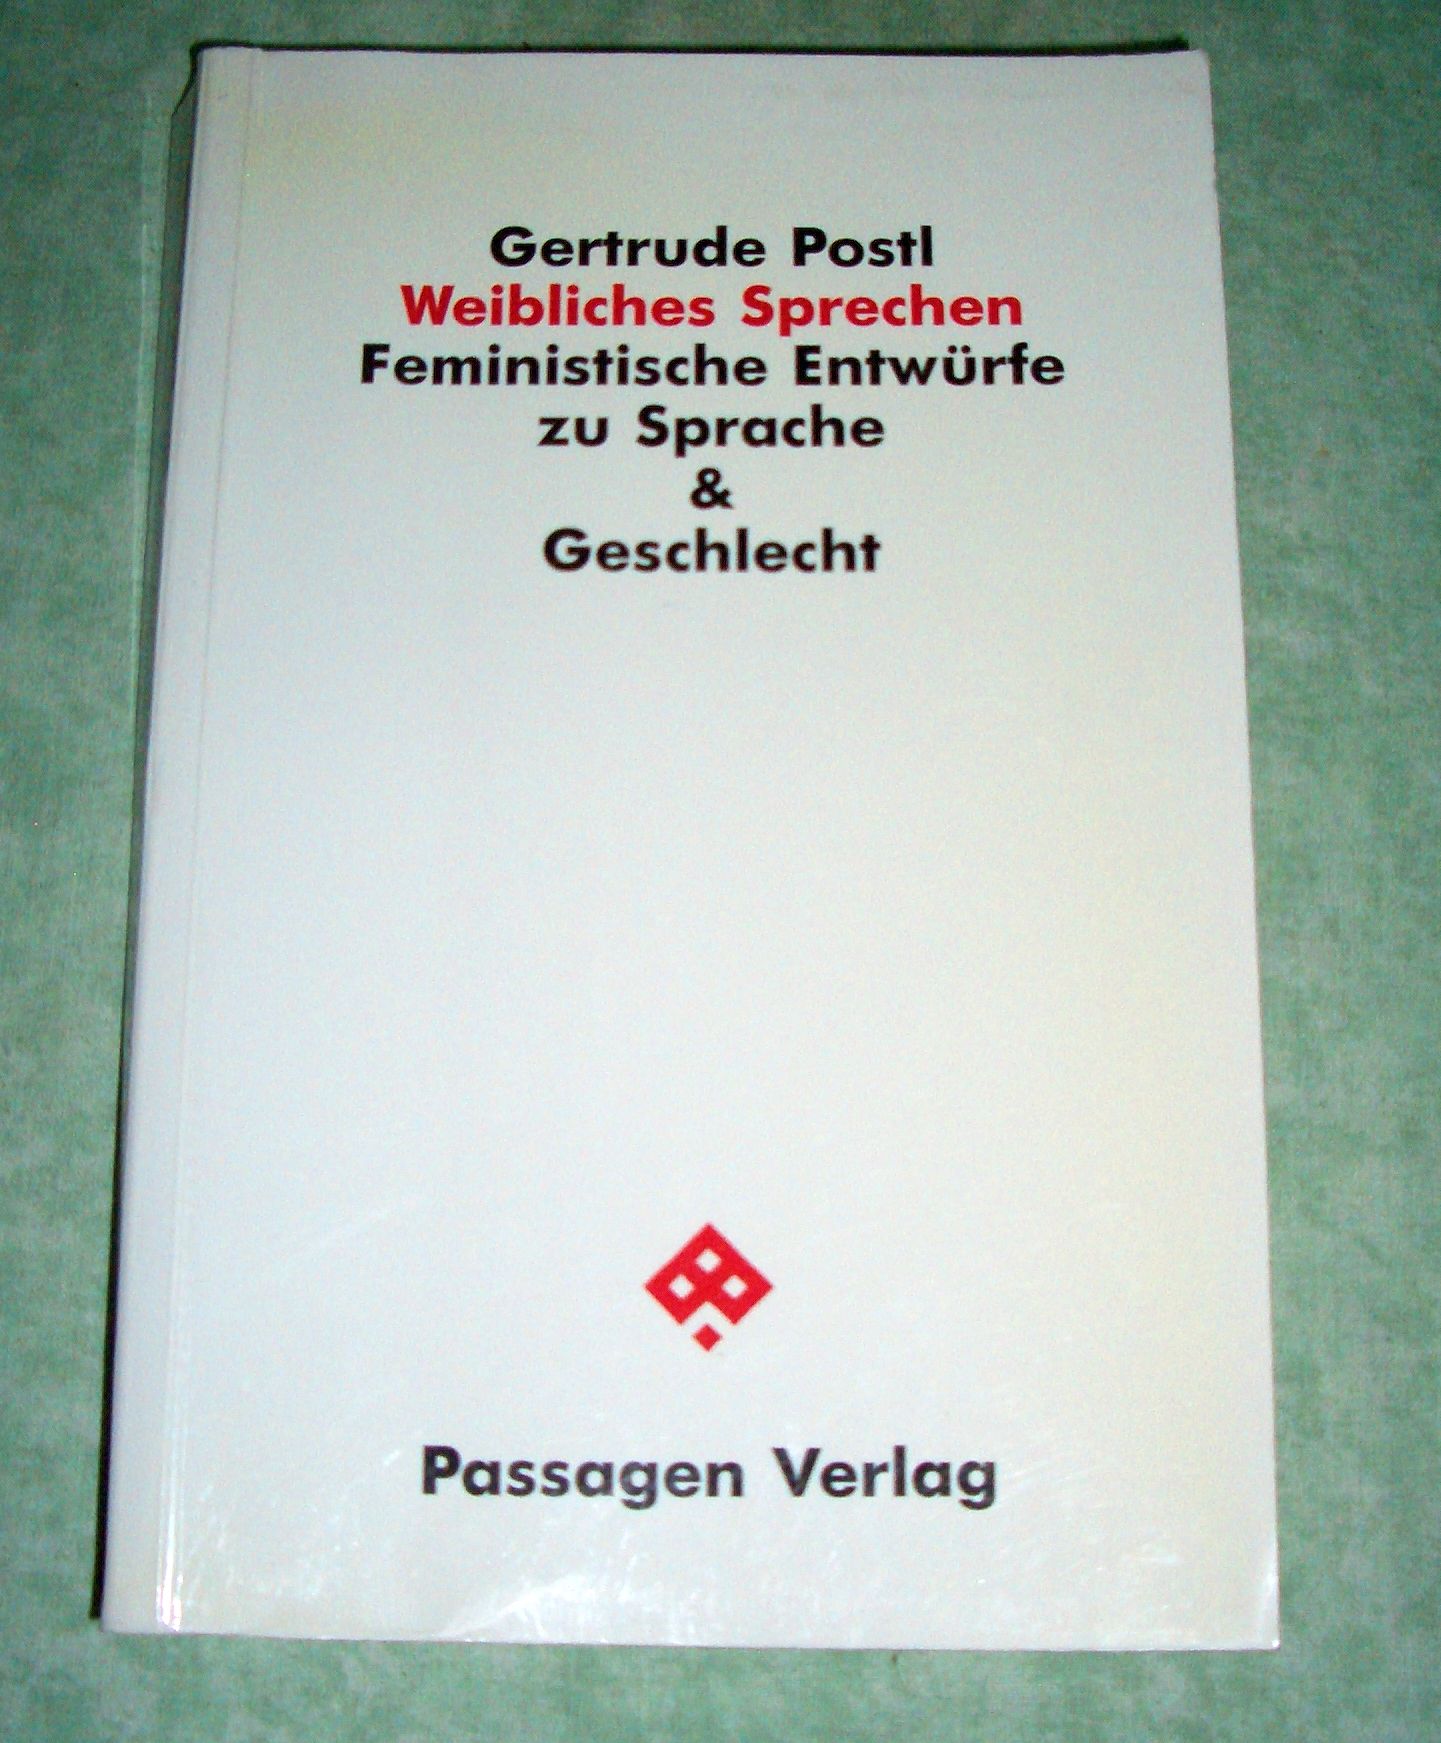 Gertrude Postl
Weibliches Sprechen
Feministische Entwürfe
zu Sprache
&
Geschlecht
Passagen Verlag